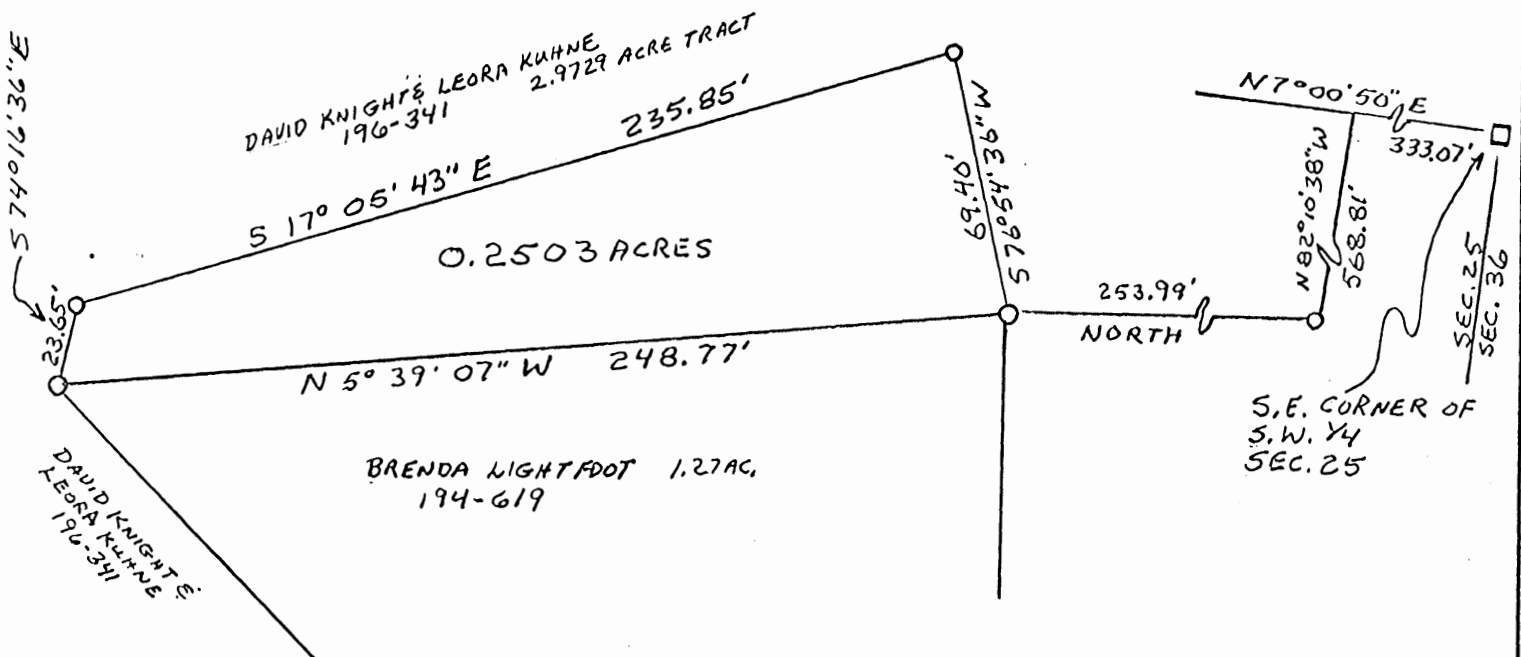 S 74°16'36" E
23.65'
DAVID KNIGHT & LEORA KUHNE
196-341 2.9729 ACRE TRACT
S 17° 05' 43" E 235.85'
0.2503 ACRES
S 76°54'36" W
68.40'
N 5° 39' 07" W 248.77'
253.99'
NORTH
N 7°00'50" E
333.07'
N 82°10'38" W
568.81'
SEC. 25
SEC. 36
S.E. CORNER OF
S.W. 1/4
SEC. 25
BRENDA LIGHTFOOT 1.27 AC.
194-619
DAVID KNIGHT &
LEORA KUHNE
196-341